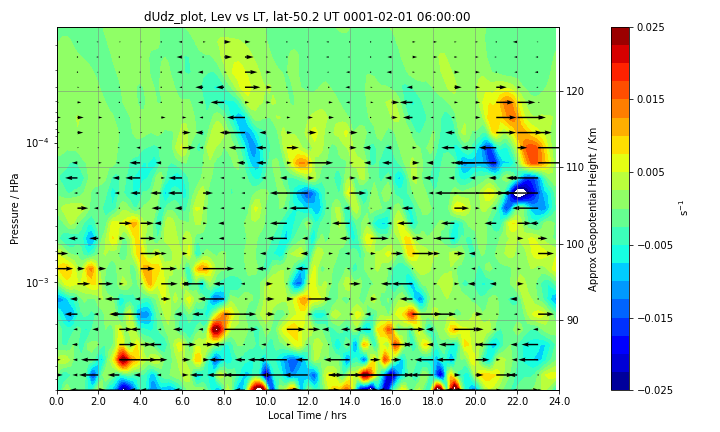 dUdz_plot, Lev vs LT, lat-50.2 UT 0001-02-01 06:00:00
Pressure / HPa
10⁻⁴
10⁻³
0.0 2.0 4.0 6.0 8.0 10.0 12.0 14.0 16.0 18.0 20.0 22.0 24.0
Local Time / hrs
120
110
100
90
Approx Geopotential Height / Km
0.025
0.015
0.005
−0.005
−0.015
−0.025
s⁻¹